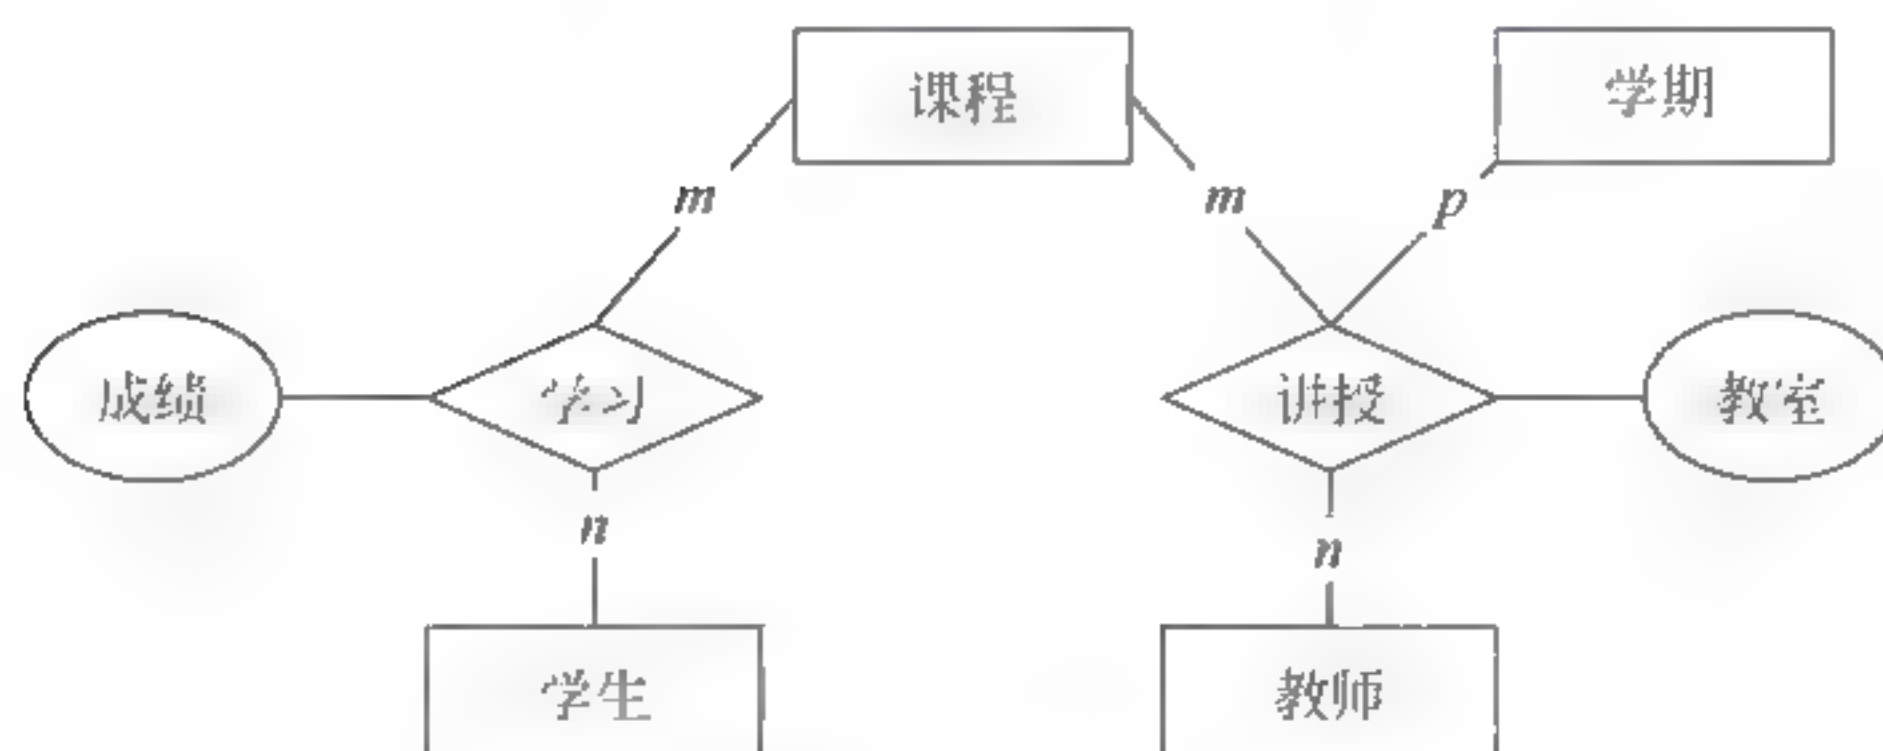 课程 学期
m m p
成绩 学习 讲授 教室
n n
学生 教师